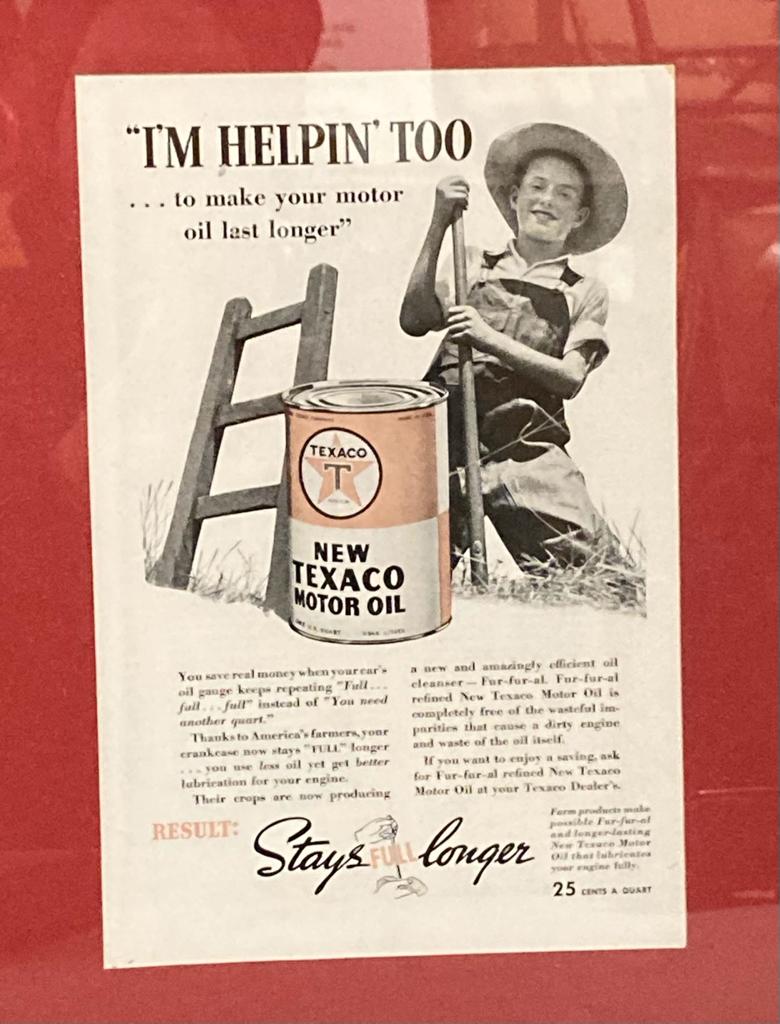 "I'M HELPIN' TOO
...to make your motor
oil last longer"
TEXACO
T
NEW
TEXACO
MOTOR OIL
You save real money when your car's
oil gauge keeps repeating "Full...
full...full" instead of "You need
another quart."
Thanks to America's farmers, your
crankcase now stays "FULL" longer
...you use less oil yet get better
lubrication for your engine.
Their crops are now producing
a new and amazingly efficient oil
cleanser — Fur-fur-al. Fur-fur-al
refined New Texaco Motor Oil is
completely free of the wasteful im-
purities that cause a dirty engine
and waste of the oil itself.
If you want to enjoy a saving, ask
for Fur-fur-al refined New Texaco
Motor Oil at your Texaco Dealer's.
RESULT:
Stays FULL longer
Farm products make
possible Fur-fur-al
and longer-lasting
New Texaco Motor
Oil that lubricates
your engine fully.
25 CENTS A QUART